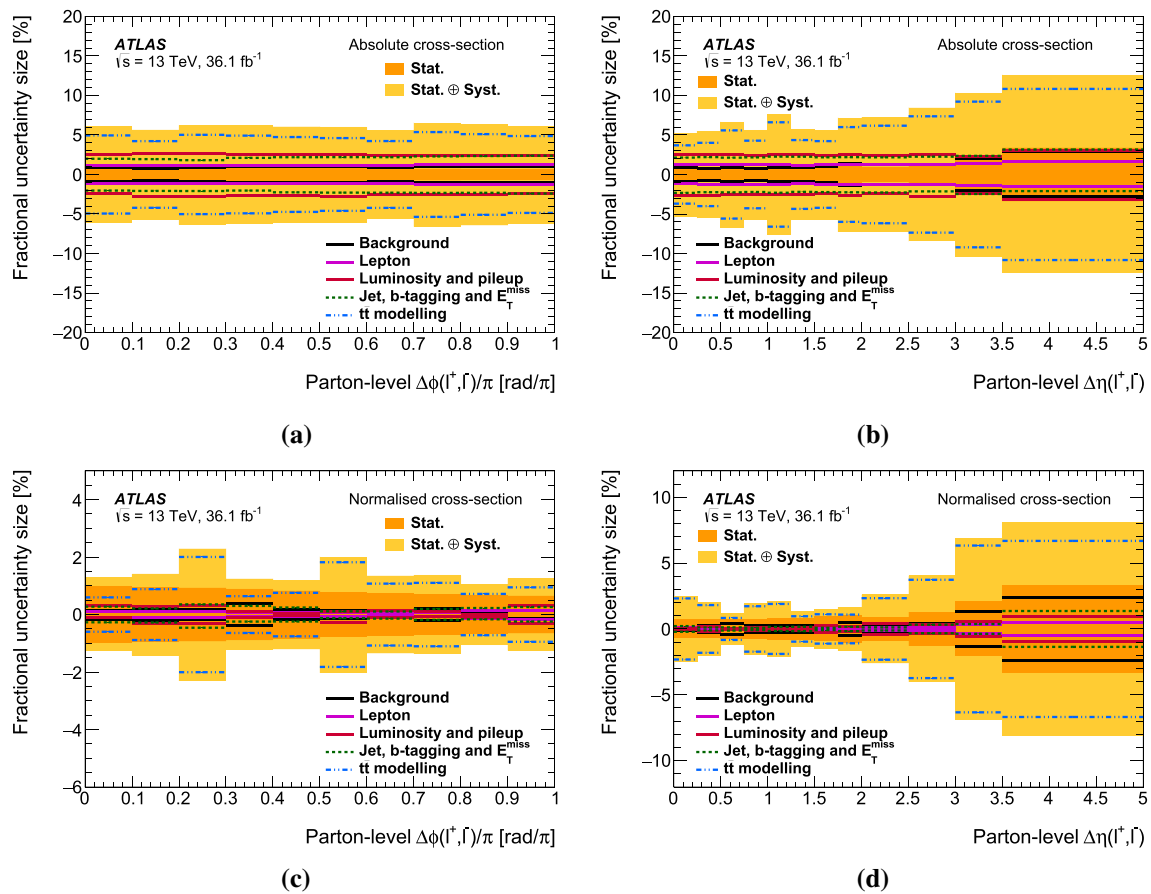 Fractional uncertainty size [%]
20
15
10
5
0
−5
−10
−15
−20
ATLAS
√s = 13 TeV, 36.1 fb⁻¹
Absolute cross-section
Stat.
Stat. ⊕ Syst.
Background
Lepton
Luminosity and pileup
Jet, b-tagging and E_T^miss
tt̄ modelling
0 0.1 0.2 0.3 0.4 0.5 0.6 0.7 0.8 0.9 1
Parton-level Δϕ(l⁺,l⁻)/π [rad/π]
(a)
Fractional uncertainty size [%]
20
15
10
5
0
−5
−10
−15
−20
ATLAS
√s = 13 TeV, 36.1 fb⁻¹
Absolute cross-section
Stat.
Stat. ⊕ Syst.
Background
Lepton
Luminosity and pileup
Jet, b-tagging and E_T^miss
tt̄ modelling
0 0.5 1 1.5 2 2.5 3 3.5 4 4.5 5
Parton-level Δη(l⁺,l⁻)
(b)
Fractional uncertainty size [%]
4
2
0
−2
−4
−6
ATLAS
√s = 13 TeV, 36.1 fb⁻¹
Normalised cross-section
Stat.
Stat. ⊕ Syst.
Background
Lepton
Luminosity and pileup
Jet, b-tagging and E_T^miss
tt̄ modelling
0 0.1 0.2 0.3 0.4 0.5 0.6 0.7 0.8 0.9 1
Parton-level Δϕ(l⁺,l⁻)/π [rad/π]
(c)
Fractional uncertainty size [%]
10
5
0
−5
−10
ATLAS
√s = 13 TeV, 36.1 fb⁻¹
Normalised cross-section
Stat.
Stat. ⊕ Syst.
Background
Lepton
Luminosity and pileup
Jet, b-tagging and E_T^miss
tt̄ modelling
0 0.5 1 1.5 2 2.5 3 3.5 4 4.5 5
Parton-level Δη(l⁺,l⁻)
(d)